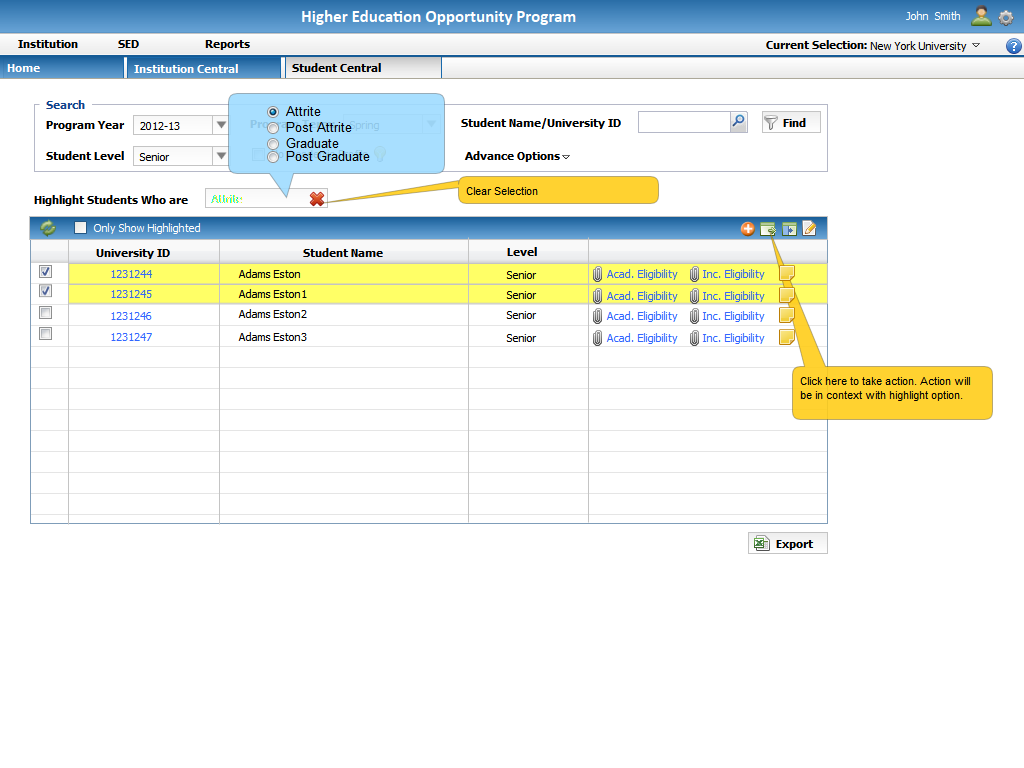 Higher Education Opportunity Program
John Smith
Institution SED Reports
Current Selection: New York University
?
Home Institution Central Student Central
Search
Program Year 2012-13
Attrite
Post Attrite
Graduate
Post Graduate
Spring
Student Name/University ID
Find
Student Level Senior
Advance Options
Highlight Students Who are Attrite
Clear Selection
Only Show Highlighted
University ID Student Name Level
1231244 Adams Eston Senior Acad. Eligibility Inc. Eligibility
1231245 Adams Eston1 Senior Acad. Eligibility Inc. Eligibility
1231246 Adams Eston2 Senior Acad. Eligibility Inc. Eligibility
1231247 Adams Eston3 Senior Acad. Eligibility Inc. Eligibility
Click here to take action. Action will
be in context with highlight option.
Export